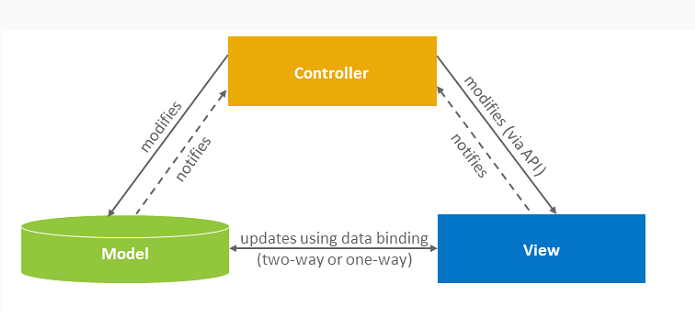 Controller
modifies
notifies
modifies (via API)
notifies
updates using data binding
(two-way or one-way)
Model
View